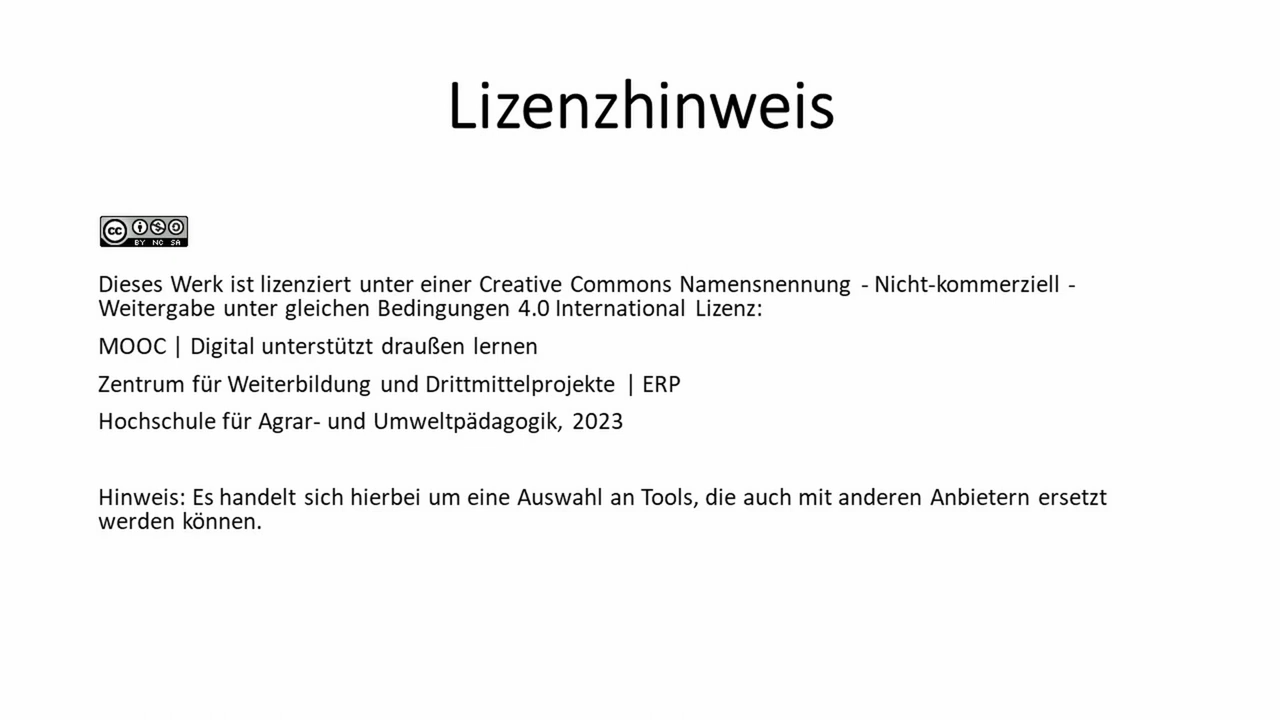 Lizenzhinweis
cc BY NC SA
Dieses Werk ist lizenziert unter einer Creative Commons Namensnennung - Nicht-kommerziell -
Weitergabe unter gleichen Bedingungen 4.0 International Lizenz:
MOOC | Digital unterstützt draußen lernen
Zentrum für Weiterbildung und Drittmittelprojekte | ERP
Hochschule für Agrar- und Umweltpädagogik, 2023
Hinweis: Es handelt sich hierbei um eine Auswahl an Tools, die auch mit anderen Anbietern ersetzt
werden können.